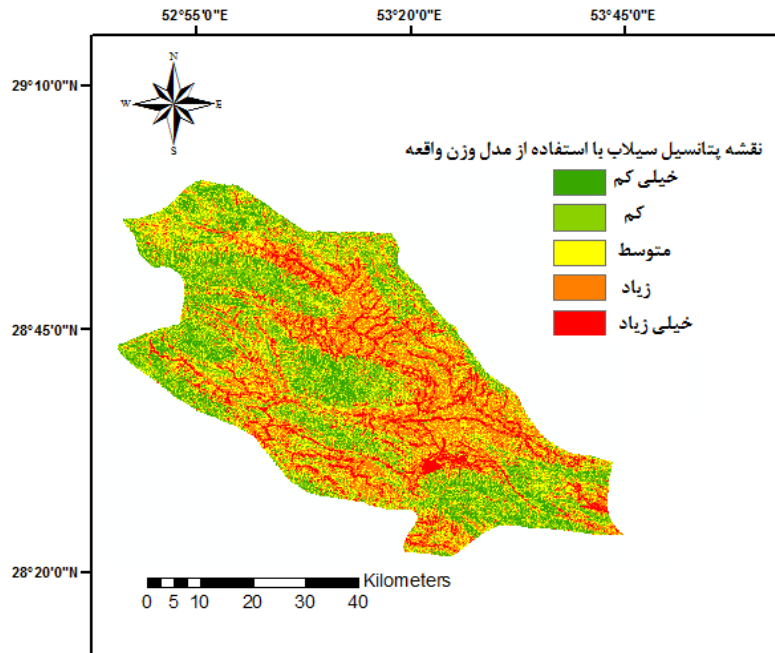 52°55'0"E 53°20'0"E 53°45'0"E
29°10'0"N
N
W E
S
نقشه پتانسیل سیلاب با استفاده از مدل وزن واقعه
خیلی کم
کم
متوسط
زیاد
خیلی زیاد
28°45'0"N
28°20'0"N
Kilometers
0 5 10 20 30 40